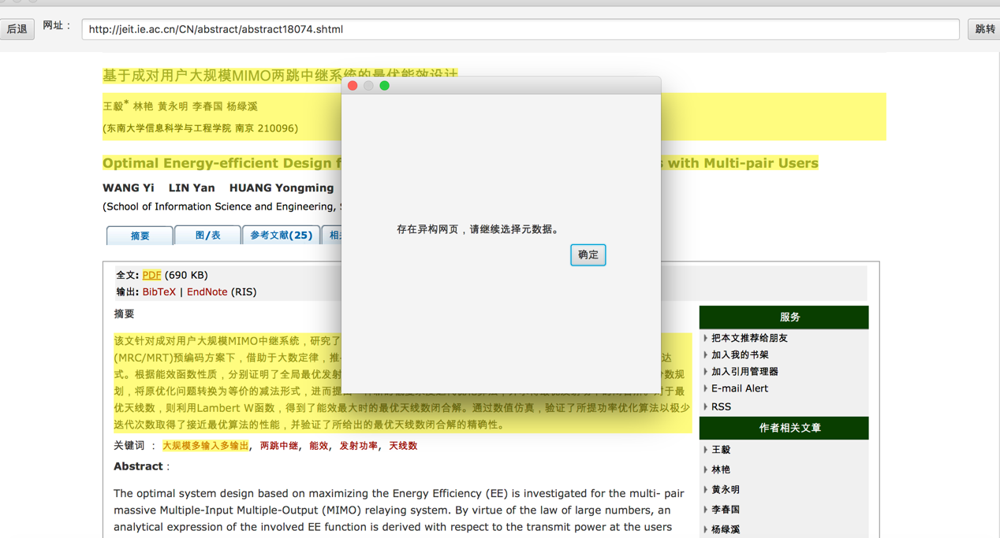 后退
网址：
http://jeit.ie.ac.cn/CN/abstract/abstract18074.shtml
跳转
基于成对用户大规模MIMO两跳中继系统的最优能效设计
王毅* 林艳 黄永明 李春国 杨绿溪
(东南大学信息科学与工程学院 南京 210096)
Optimal Energy-efficient Design
with Multi-pair Users
WANG Yi LIN Yan HUANG Yongming
(School of Information Science and Engineering,
摘要
图/表
参考文献(25)
存在异构网页，请继续选择元数据。
确定
全文: PDF (690 KB)
输出: BibTeX | EndNote (RIS)
摘要
该文针对成对用户大规模MIMO中继系统，研究了
(MRC/MRT)预编码方案下，借助于大数定律，推 达
式。根据能效函数性质，分别证明了全局最优发射 数规
划，将原优化问题转换为等价的减法形式，进而提出 于最
优天线数，则利用Lambert W函数，得到了能效最大时的最优天线数闭合解。通过数值仿真，验证了所提功率优化算法以极少
迭代次数取得了接近最优算法的性能，并验证了所给出的最优天线数闭合解的精确性。
关键词 ： 大规模多输入多输出, 两跳中继, 能效, 发射功率, 天线数
Abstract：
The optimal system design based on maximizing the Energy Efficiency (EE) is investigated for the multi- pair
massive Multiple-Input Multiple-Output (MIMO) relaying system. By virtue of the law of large numbers, an
analytical expression of the involved EE function is derived with respect to the transmit power at the users
服务
把本文推荐给朋友
加入我的书架
加入引用管理器
E-mail Alert
RSS
作者相关文章
王毅
林艳
黄永明
李春国
杨绿溪